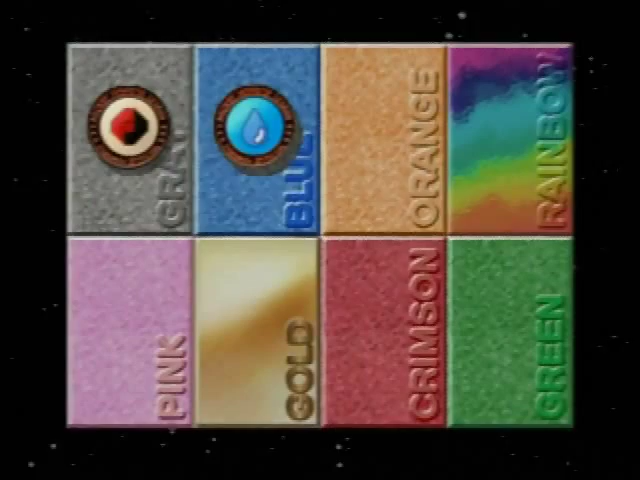 GRAY
BLUE
ORANGE
RAINBOW
PINK
GOLD
CRIMSON
GREEN